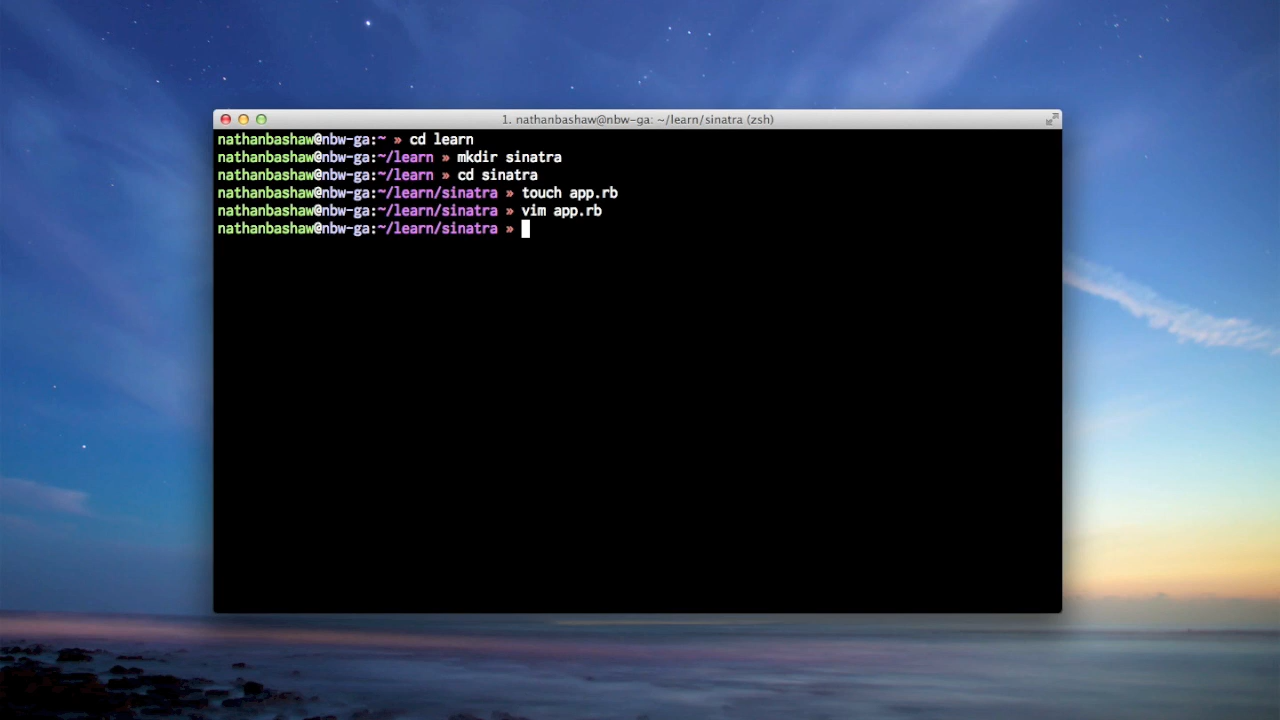 1. nathanbashaw@nbw-ga: ~/learn/sinatra (zsh)
nathanbashaw@nbw-ga:~ » cd learn
nathanbashaw@nbw-ga:~/learn » mkdir sinatra
nathanbashaw@nbw-ga:~/learn » cd sinatra
nathanbashaw@nbw-ga:~/learn/sinatra » touch app.rb
nathanbashaw@nbw-ga:~/learn/sinatra » vim app.rb
nathanbashaw@nbw-ga:~/learn/sinatra »